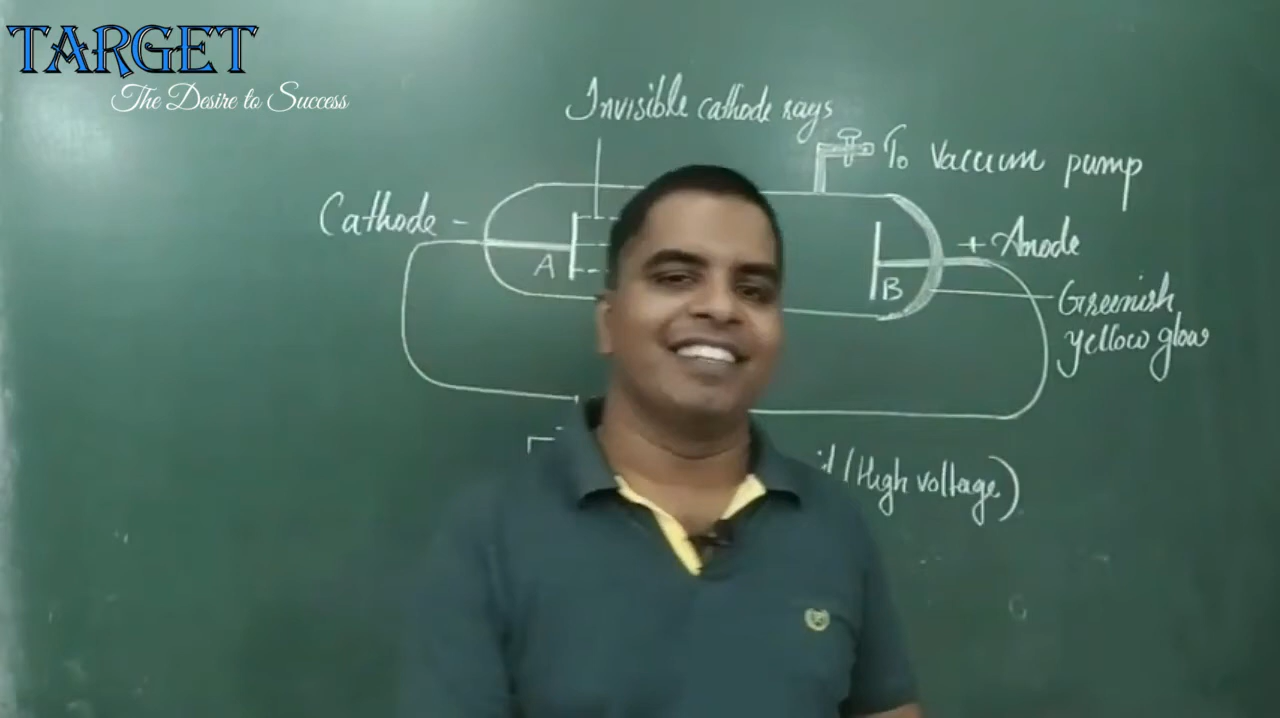 TARGET
The Desire to Success
Invisible cathode rays
To Vaccum pump
Cathode -
+ Anode
A
B
Greenish
yellow glow
(High voltage)